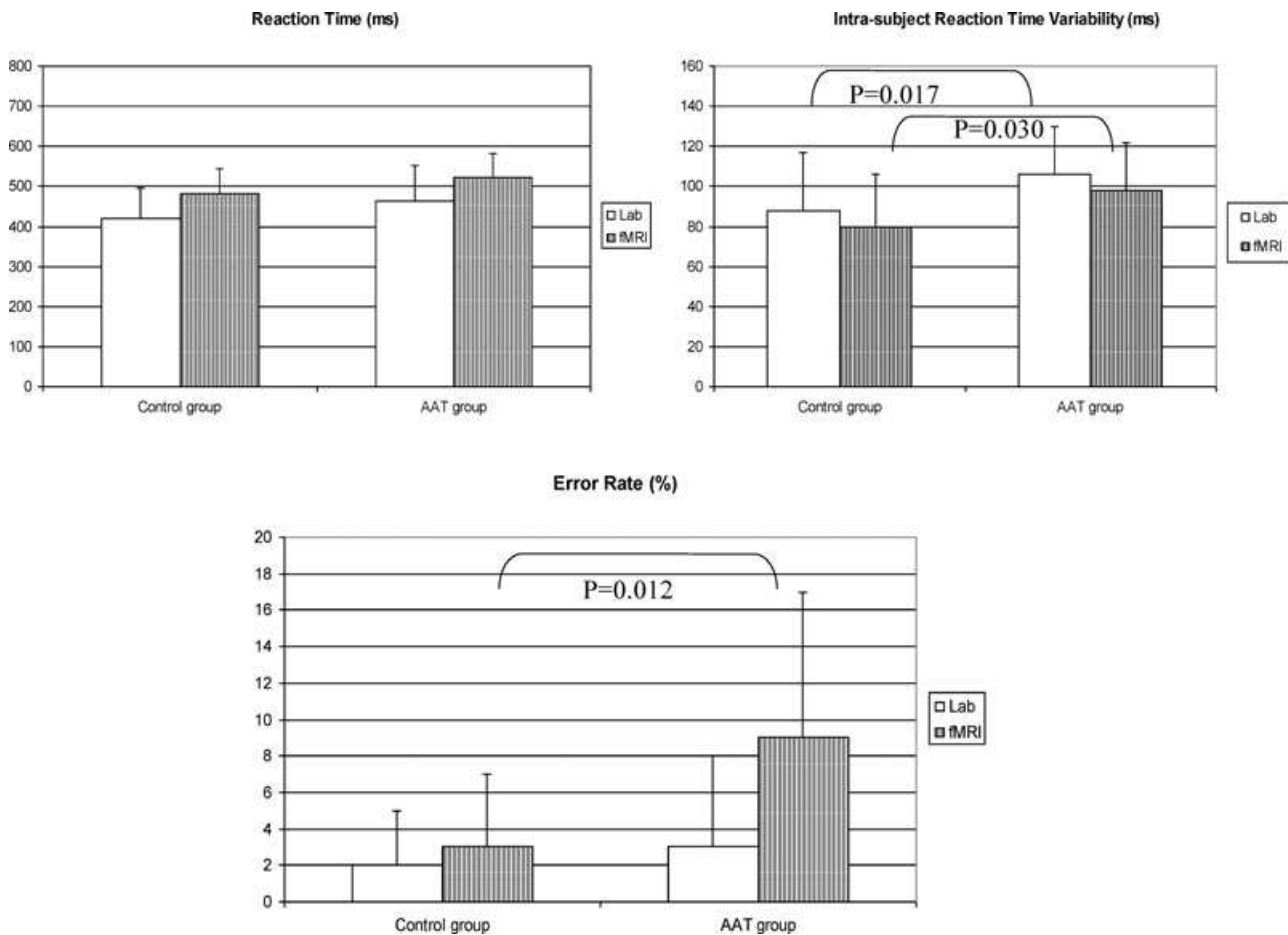 Reaction Time (ms)
800
700
600
500
400
300
200
100
0
Control group
AAT group
Lab
fMRI
Intra-subject Reaction Time Variability (ms)
160
140
120
100
80
60
40
20
0
P=0.017
P=0.030
Control group
AAT group
Lab
fMRI
Error Rate (%)
20
18
16
14
12
10
8
6
4
2
0
P=0.012
Control group
AAT group
Lab
fMRI